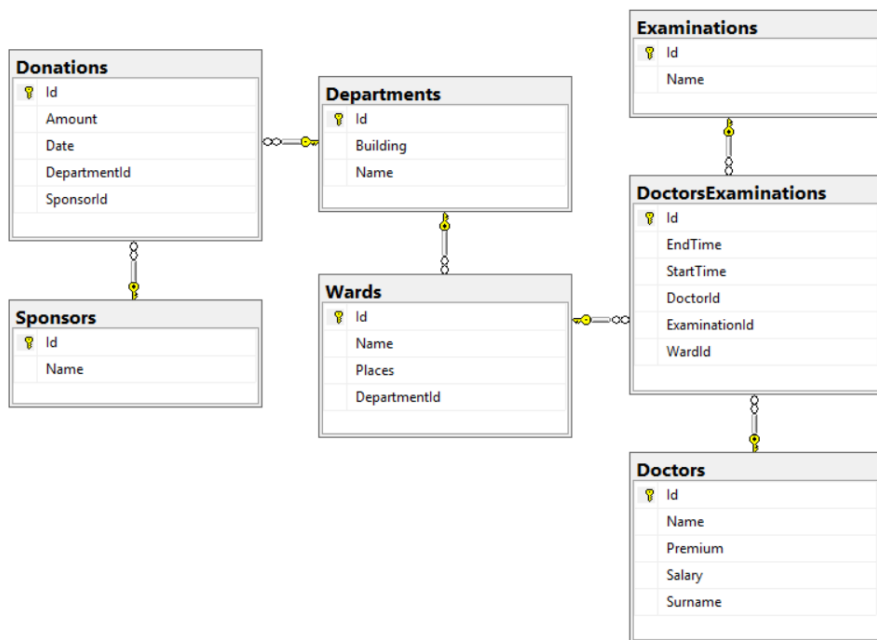 Donations
Id
Amount
Date
DepartmentId
SponsorId
Sponsors
Id
Name
Departments
Id
Building
Name
Wards
Id
Name
Places
DepartmentId
Examinations
Id
Name
DoctorsExaminations
Id
EndTime
StartTime
DoctorId
ExaminationId
WardId
Doctors
Id
Name
Premium
Salary
Surname